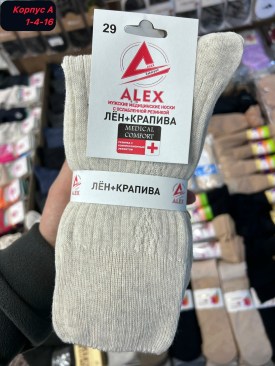 Корпус А
1-4-16
29
ALEX
МУЖСКИЕ МЕДИЦИНСКИЕ НОСКИ
С ОСЛАБЛЕННОЙ РЕЗИНКОЙ
ЛЁН+КРАПИВА
MEDICAL
COMFORT
ЛЁН+КРАПИВА
ALEX